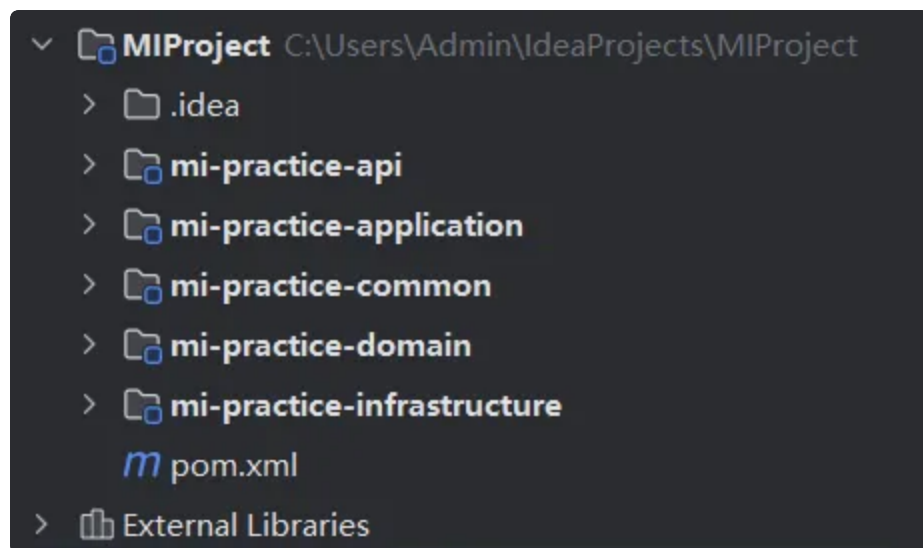 MIProject C:\Users\Admin\IdeaProjects\MIProject
.idea
mi-practice-api
mi-practice-application
mi-practice-common
mi-practice-domain
mi-practice-infrastructure
m pom.xml
External Libraries